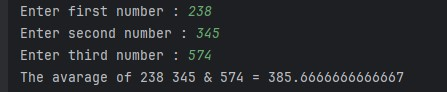 Enter first number : 238
Enter second number : 345
Enter third number : 574
The avarage of 238 345 & 574 = 385.6666666666667